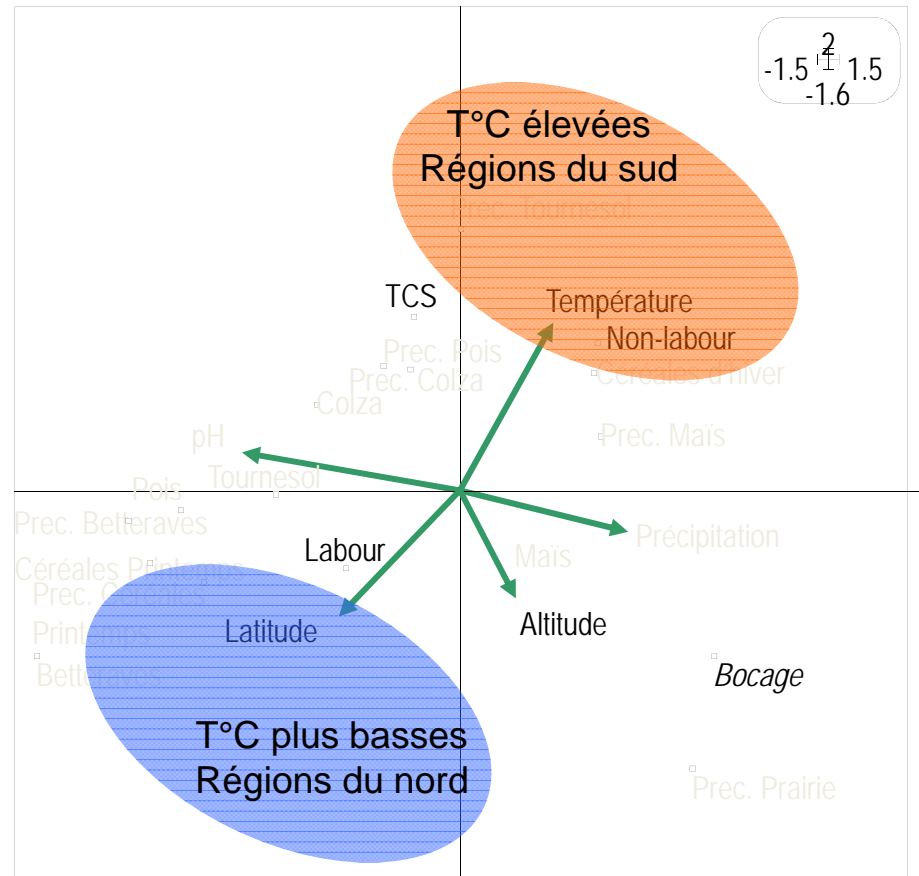 2
-1.5 1.5
-1.6
T°C élevées
Régions du sud
Prec. Tournesol
TCS
Température
Non-labour
Prec. Pois
Prec. Colza
Céréales d'hiver
Colza
pH
Prec. Maïs
Tournesol
Pois
Prec. Betteraves
Précipitation
Labour
Maïs
Céréales Printemps
Prec. Céréales
Printemps
Latitude
Altitude
Betteraves
Bocage
T°C plus basses
Régions du nord
Prec. Prairie